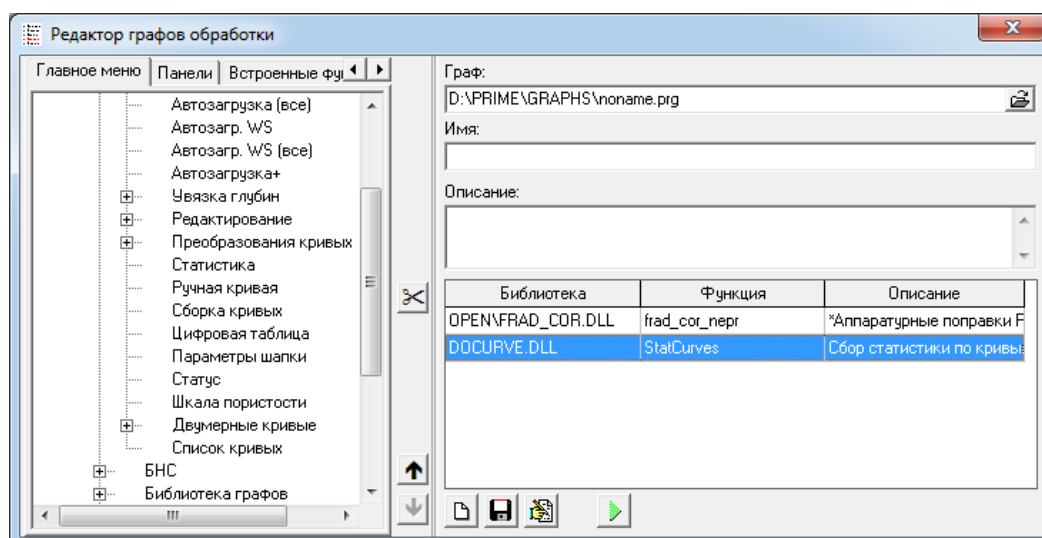 Редактор графов обработки
Главное меню
Панели
Встроенные фу
Автозагрузка (все)
Автозагр. WS
Автозагр. WS (все)
Автозагрузка+
Увязка глубин
Редактирование
Преобразования кривых
Статистика
Ручная кривая
Сборка кривых
Цифровая таблица
Параметры шапки
Статус
Шкала пористости
Двумерные кривые
Список кривых
БНС
Библиотека графов
Граф:
D:\PRIME\GRAPHS\noname.prg
Имя:
Описание:
Библиотека Функция Описание
OPEN\FRAD_COR.DLL frad_cor_nepr *Аппаратурные поправки F
DOCURVE.DLL StatCurves Сбор статистики по кривы